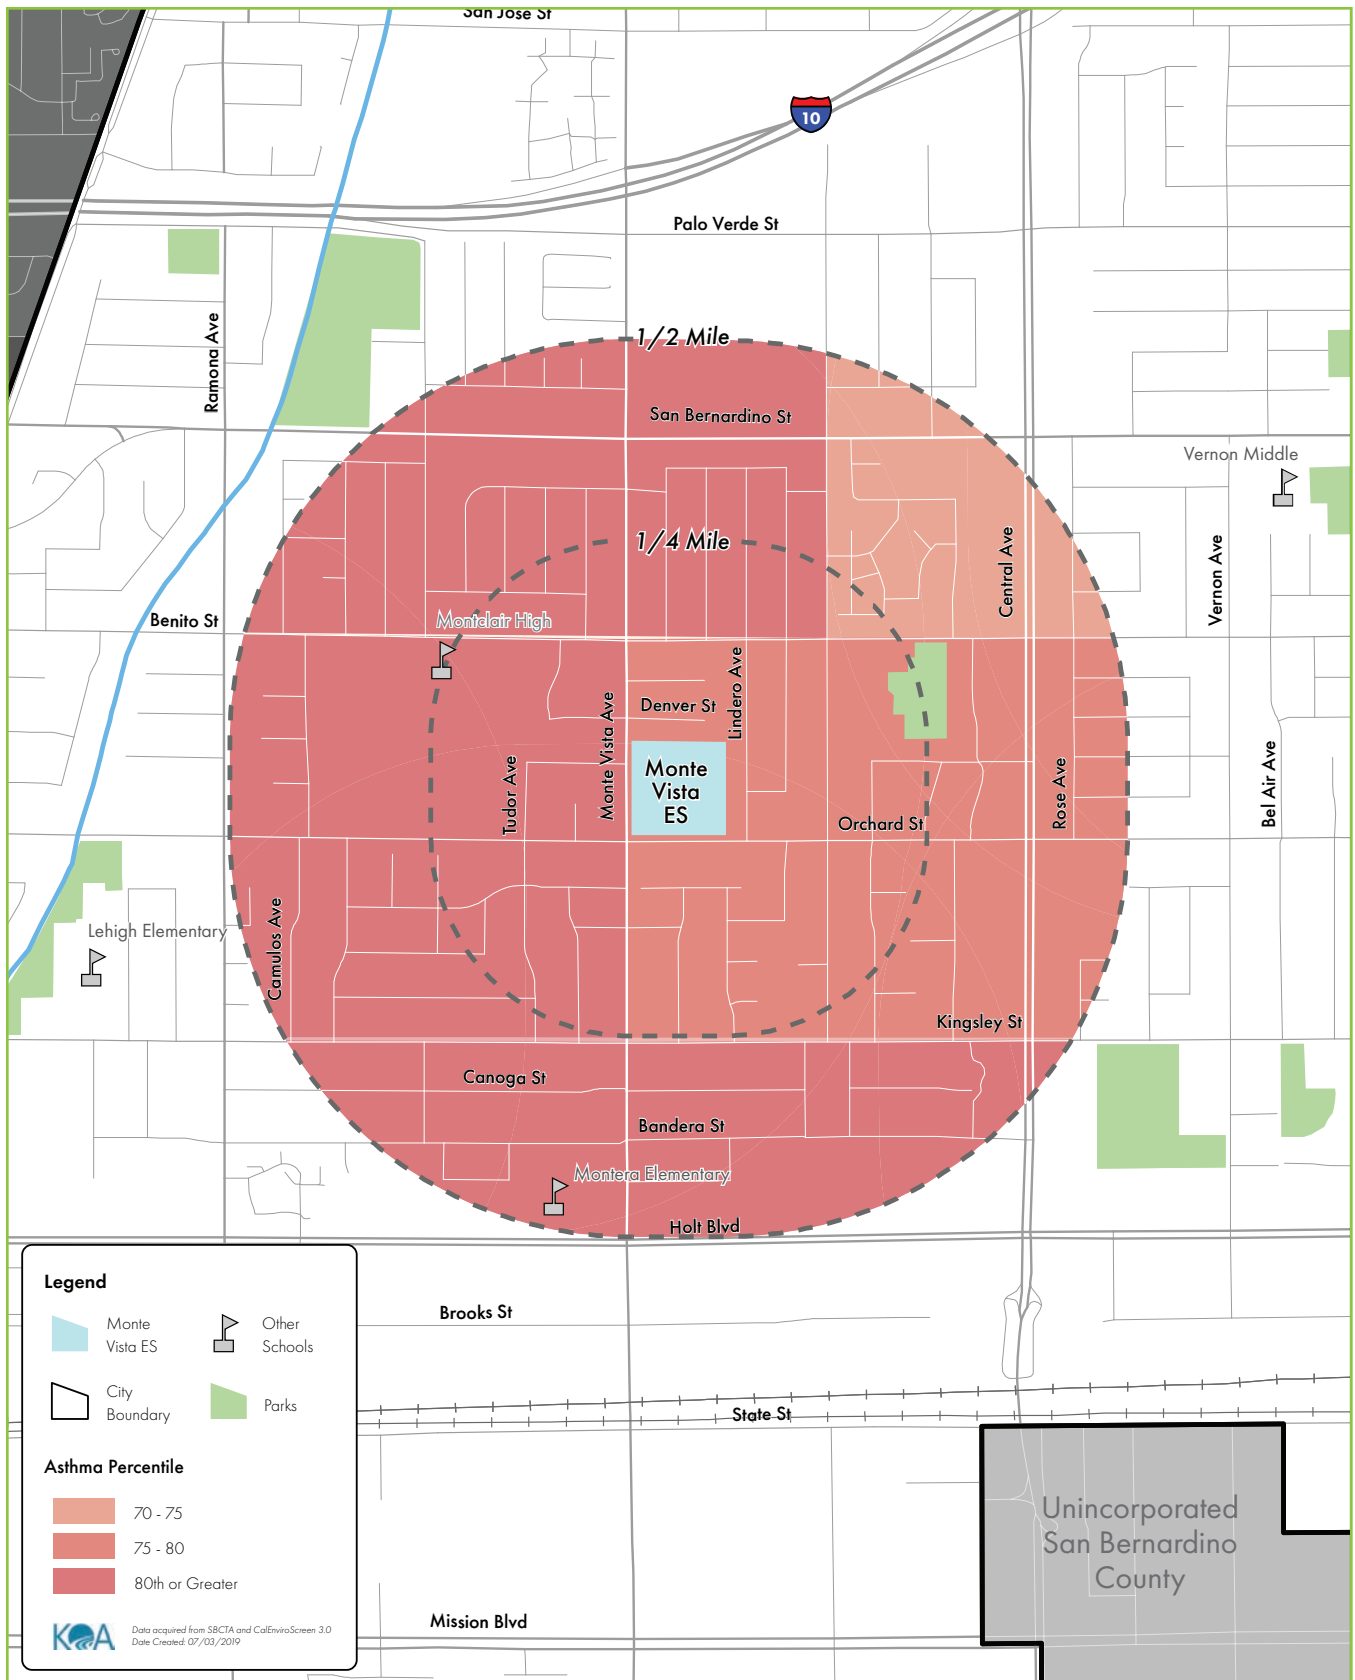 San Jose St
10
Palo Verde St
Ramona Ave
1/2 Mile
San Bernardino St
Vernon Middle
1/4 Mile
Central Ave
Vernon Ave
Benito St
Montclair High
Lindero Ave
Denver St
Monte Vista Ave
Tudor Ave
Monte
Vista
ES
Rose Ave
Bel Air Ave
Orchard St
Camulos Ave
Lehigh Elementary
Kingsley St
Canoga St
Bandera St
Montera Elementary
Holt Blvd
Brooks St
State St
Unincorporated
San Bernardino
County
Mission Blvd
Legend
Monte
Vista ES
Other
Schools
City
Boundary
Parks
Asthma Percentile
70 - 75
75 - 80
80th or Greater
KOA
Data acquired from SBCTA and CalEnviroScreen 3.0
Date Created: 07/03/2019